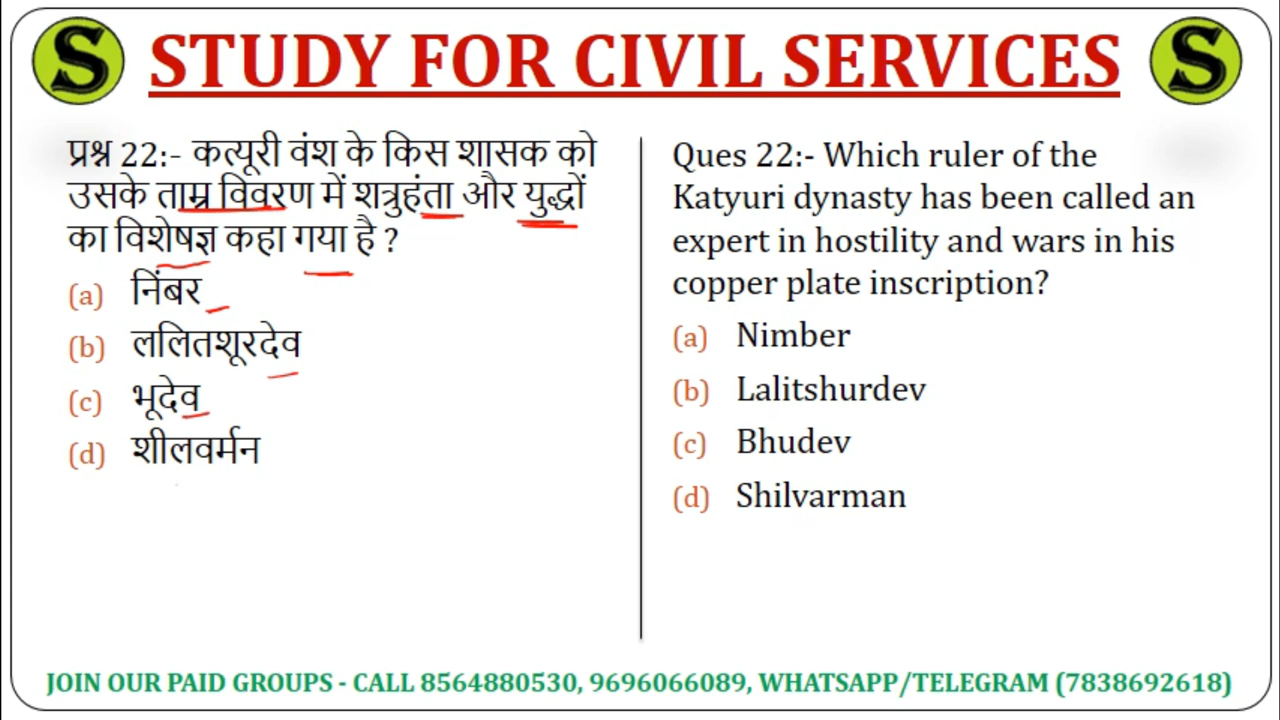 S STUDY FOR CIVIL SERVICES S
प्रश्न 22:- कत्यूरी वंश के किस शासक को
उसके ताम्र विवरण में शत्रुहंता और युद्धों
का विशेषज्ञ कहा गया है ?
(a) निंबर
(b) ललितशूरदेव
(c) भूदेव
(d) शीलवर्मन
Ques 22:- Which ruler of the
Katyuri dynasty has been called an
expert in hostility and wars in his
copper plate inscription?
(a) Nimber
(b) Lalitshurdev
(c) Bhudev
(d) Shilvarman
JOIN OUR PAID GROUPS - CALL 8564880530, 9696066089, WHATSAPP/TELEGRAM (7838692618)